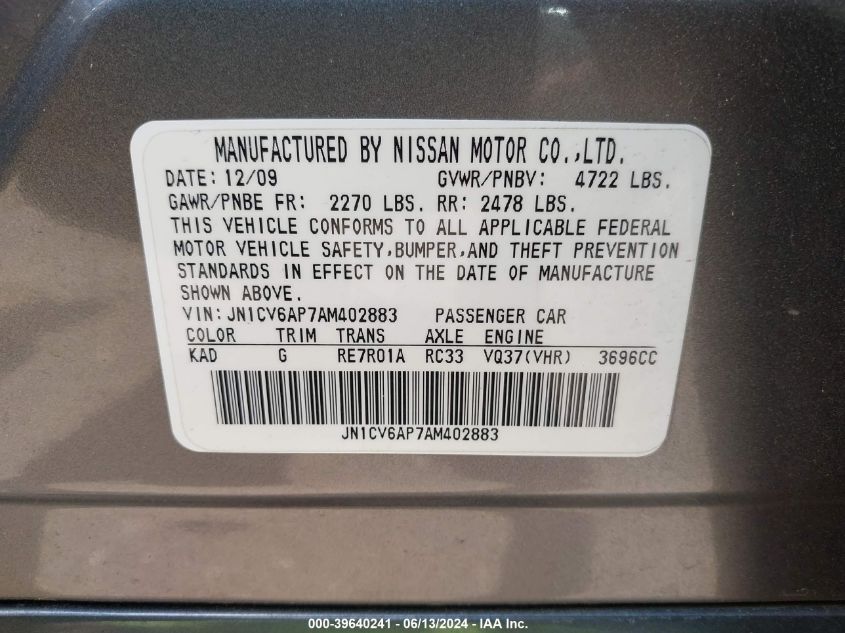 MANUFACTURED BY NISSAN MOTOR CO.,LTD.
DATE: 12/09 GVWR/PNBV: 4722 LBS.
GAWR/PNBE FR: 2270 LBS. RR: 2478 LBS.
THIS VEHICLE CONFORMS TO ALL APPLICABLE FEDERAL
MOTOR VEHICLE SAFETY,BUMPER,AND THEFT PREVENTION
STANDARDS IN EFFECT ON THE DATE OF MANUFACTURE
SHOWN ABOVE.
VIN: JN1CV6AP7AM402883 PASSENGER CAR
COLOR TRIM TRANS AXLE ENGINE
KAD G RE7R01A RC33 VQ37(VHR) 3696CC
JN1CV6AP7AM402883
000-39640241 - 06/13/2024 - IAA Inc.